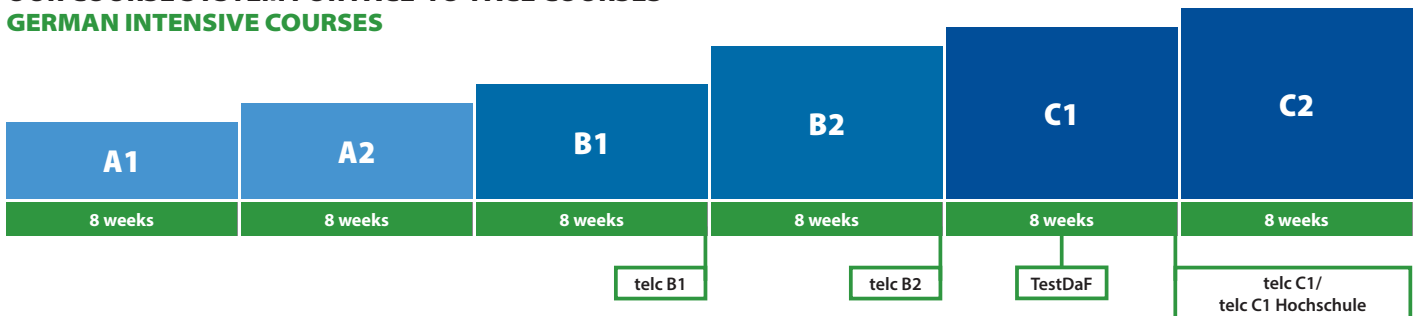 GERMAN INTENSIVE COURSES
A1
A2
B1
B2
C1
C2
8 weeks
8 weeks
8 weeks
8 weeks
8 weeks
8 weeks
telc B1
telc B2
TestDaF
telc C1/
telc C1 Hochschule